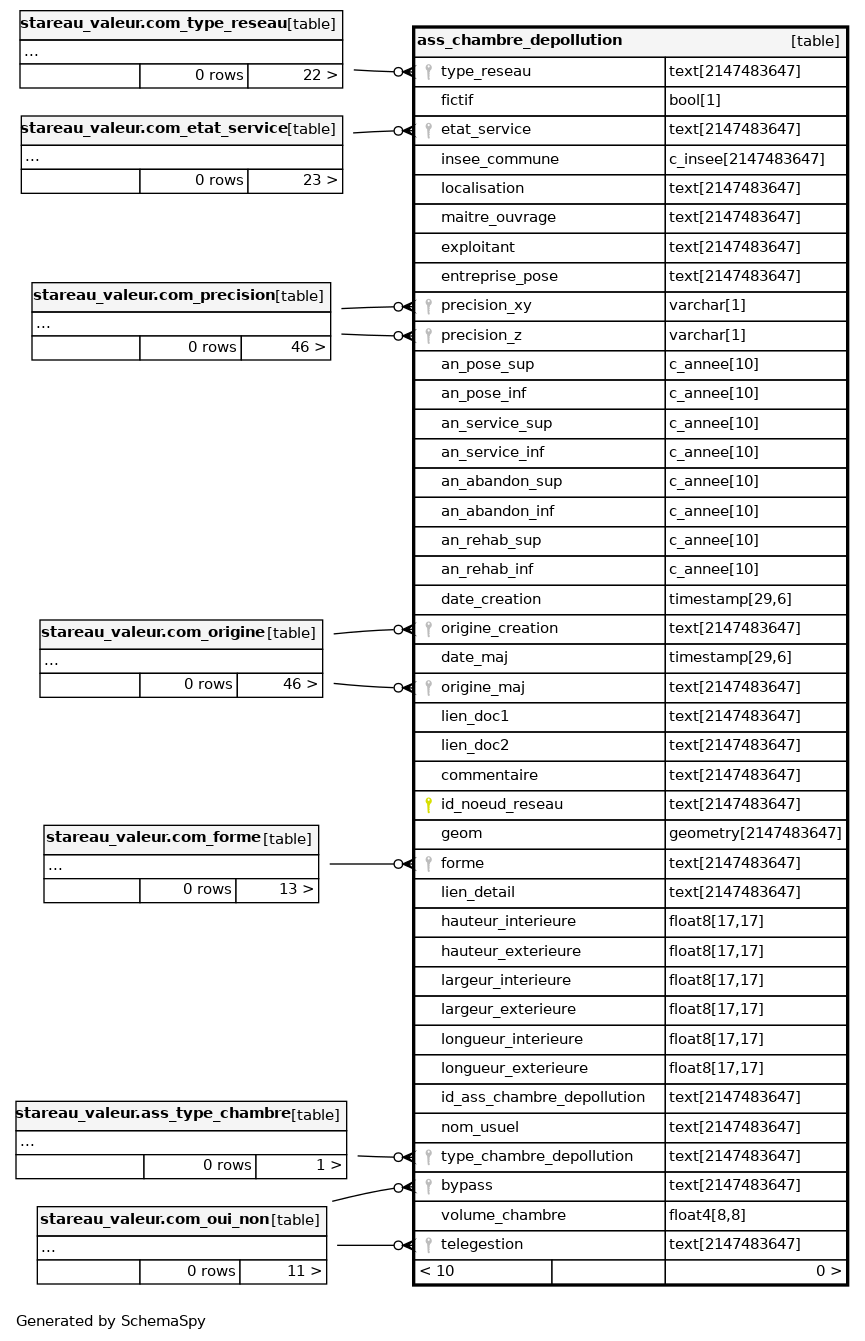 stareau_valeur.com_type_reseau [table]
...
0 rows 22 >
stareau_valeur.com_etat_service [table]
...
0 rows 23 >
stareau_valeur.com_precision [table]
...
0 rows 46 >
stareau_valeur.com_origine [table]
...
0 rows 46 >
stareau_valeur.com_forme [table]
...
0 rows 13 >
stareau_valeur.ass_type_chambre [table]
...
0 rows 1 >
stareau_valeur.com_oui_non [table]
...
0 rows 11 >
ass_chambre_depollution [table]
type_reseau text[2147483647]
fictif bool[1]
etat_service text[2147483647]
insee_commune c_insee[2147483647]
localisation text[2147483647]
maitre_ouvrage text[2147483647]
exploitant text[2147483647]
entreprise_pose text[2147483647]
precision_xy varchar[1]
precision_z varchar[1]
an_pose_sup c_annee[10]
an_pose_inf c_annee[10]
an_service_sup c_annee[10]
an_service_inf c_annee[10]
an_abandon_sup c_annee[10]
an_abandon_inf c_annee[10]
an_rehab_sup c_annee[10]
an_rehab_inf c_annee[10]
date_creation timestamp[29,6]
origine_creation text[2147483647]
date_maj timestamp[29,6]
origine_maj text[2147483647]
lien_doc1 text[2147483647]
lien_doc2 text[2147483647]
commentaire text[2147483647]
id_noeud_reseau text[2147483647]
geom geometry[2147483647]
forme text[2147483647]
lien_detail text[2147483647]
hauteur_interieure float8[17,17]
hauteur_exterieure float8[17,17]
largeur_interieure float8[17,17]
largeur_exterieure float8[17,17]
longueur_interieure float8[17,17]
longueur_exterieure float8[17,17]
id_ass_chambre_depollution text[2147483647]
nom_usuel text[2147483647]
type_chambre_depollution text[2147483647]
bypass text[2147483647]
volume_chambre float4[8,8]
telegestion text[2147483647]
< 10 0 >
Generated by SchemaSpy